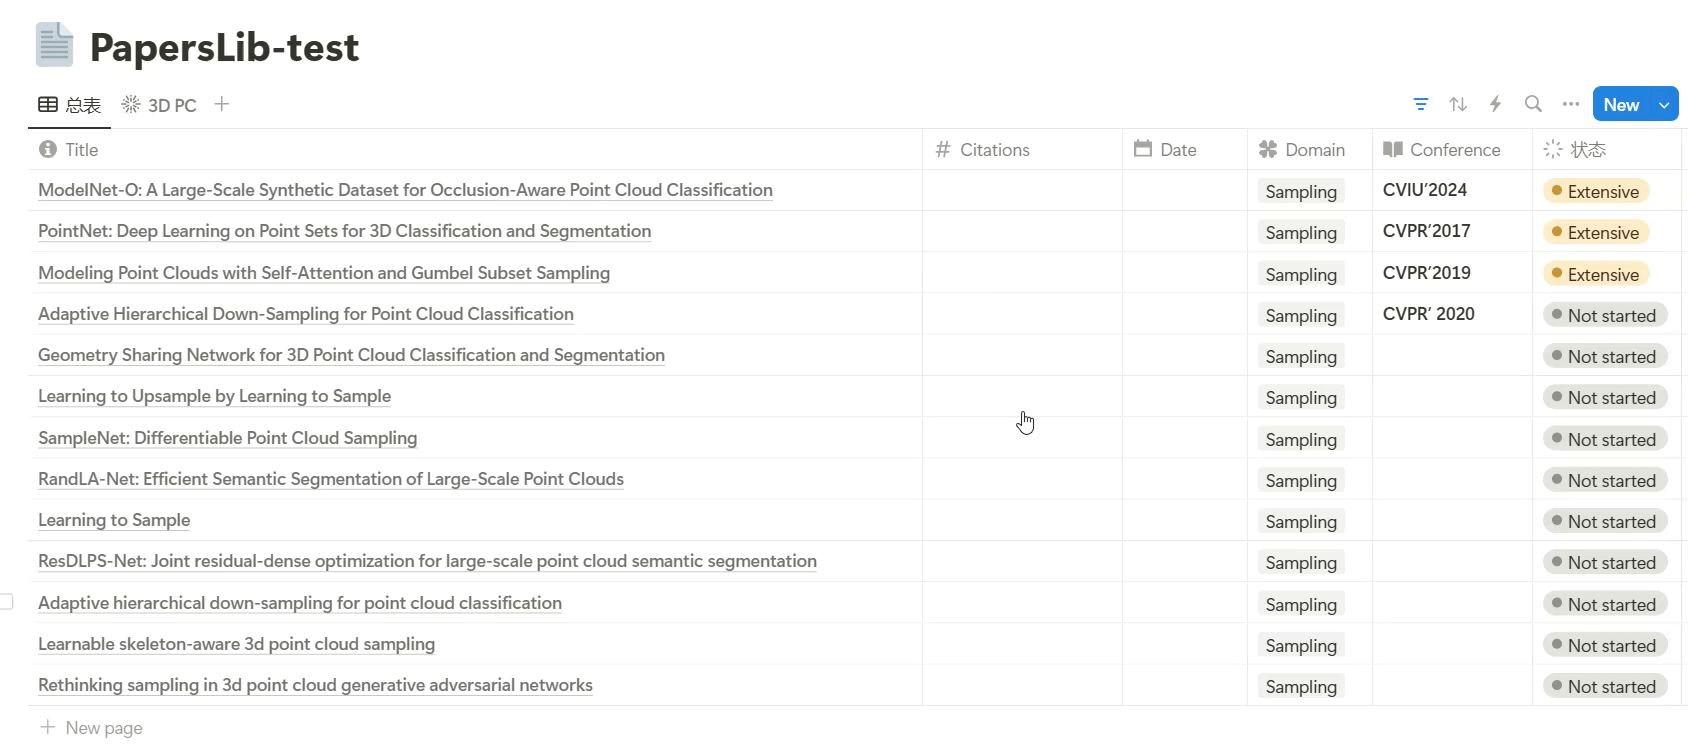 PapersLib-test
总表 3D PC
New
Title Citations Date Domain Conference 状态
ModelNet-O: A Large-Scale Synthetic Dataset for Occlusion-Aware Point Cloud Classification Sampling CVIU'2024 Extensive
PointNet: Deep Learning on Point Sets for 3D Classification and Segmentation Sampling CVPR'2017 Extensive
Modeling Point Clouds with Self-Attention and Gumbel Subset Sampling Sampling CVPR'2019 Extensive
Adaptive Hierarchical Down-Sampling for Point Cloud Classification Sampling CVPR' 2020 Not started
Geometry Sharing Network for 3D Point Cloud Classification and Segmentation Sampling Not started
Learning to Upsample by Learning to Sample Sampling Not started
SampleNet: Differentiable Point Cloud Sampling Sampling Not started
RandLA-Net: Efficient Semantic Segmentation of Large-Scale Point Clouds Sampling Not started
Learning to Sample Sampling Not started
ResDLPS-Net: Joint residual-dense optimization for large-scale point cloud semantic segmentation Sampling Not started
Adaptive hierarchical down-sampling for point cloud classification Sampling Not started
Learnable skeleton-aware 3d point cloud sampling Sampling Not started
Rethinking sampling in 3d point cloud generative adversarial networks Sampling Not started
New page